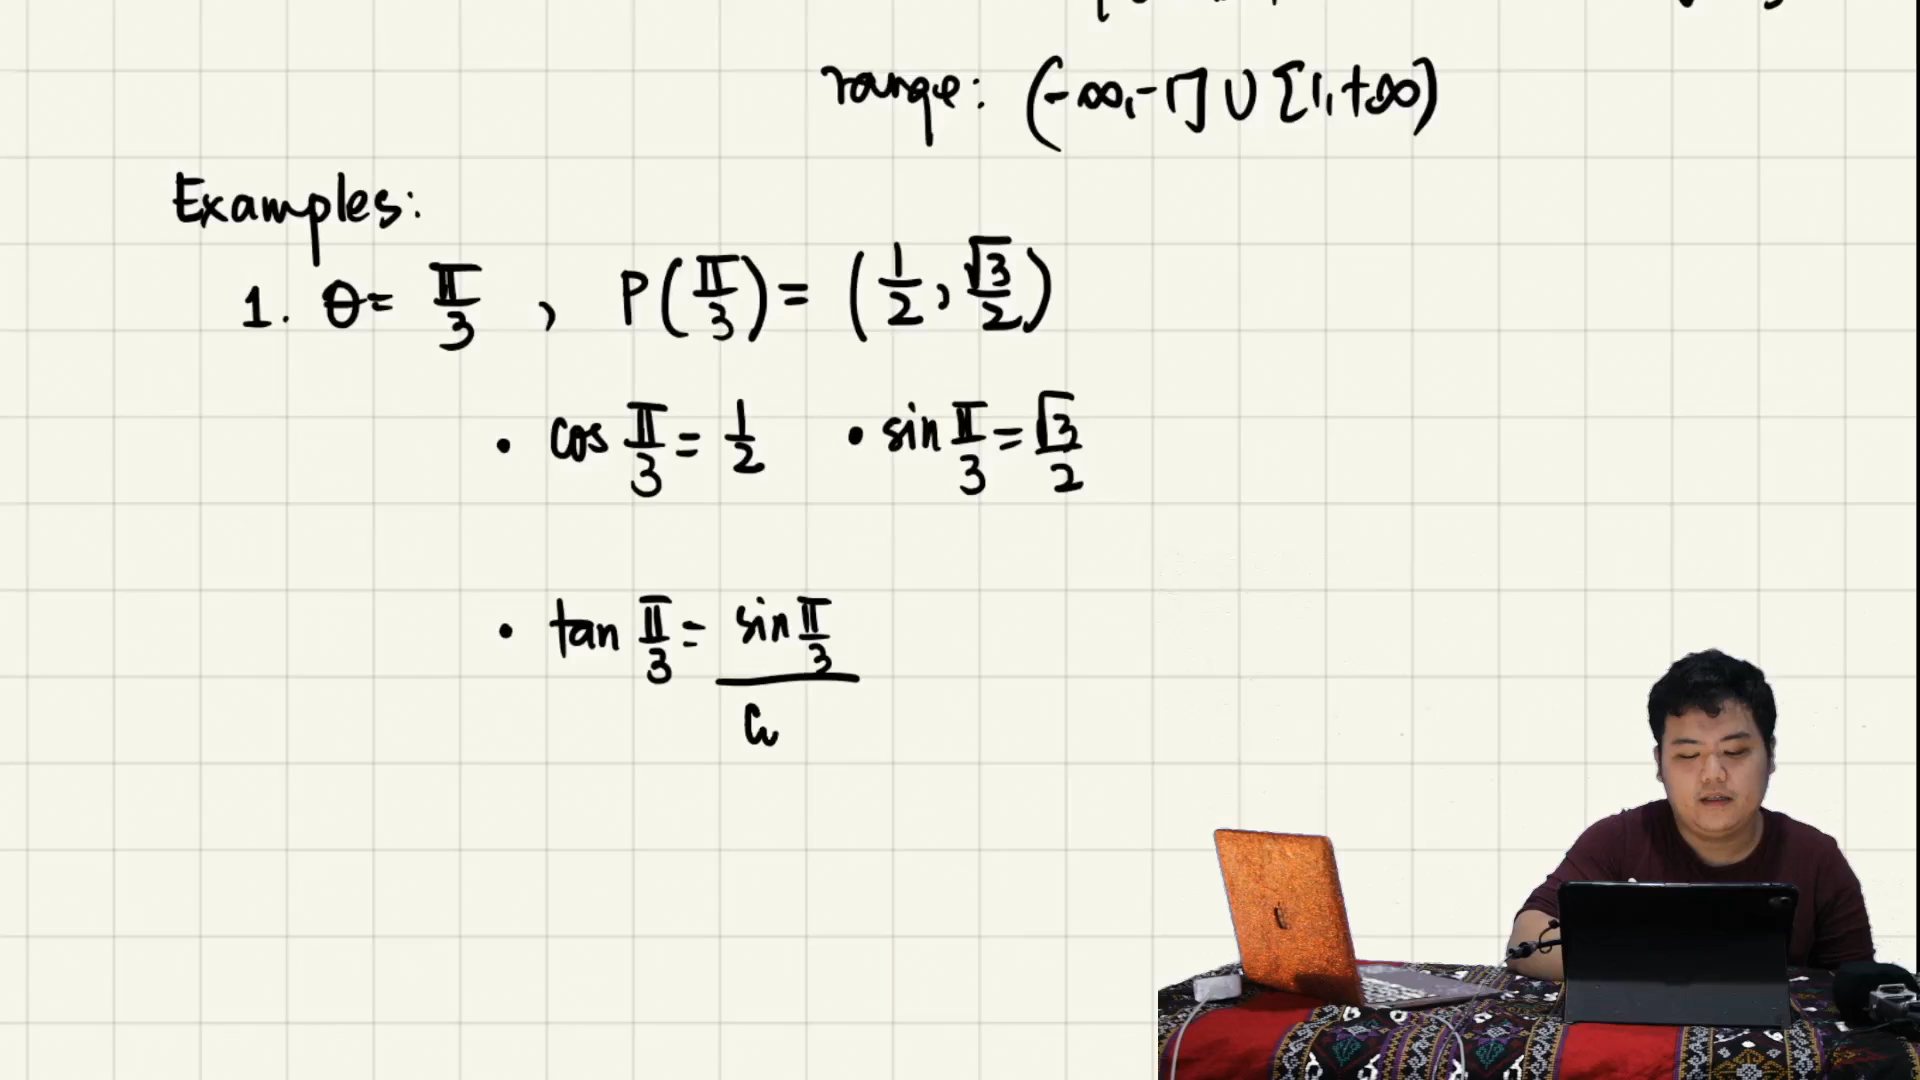 range: (-∞,-1] ∪ [1,+∞)
Examples:
1. θ = π/3 , P(π/3) = (1/2, √3/2)
• cos π/3 = 1/2 • sin π/3 = √3/2
• tan π/3 = sin π/3 / co